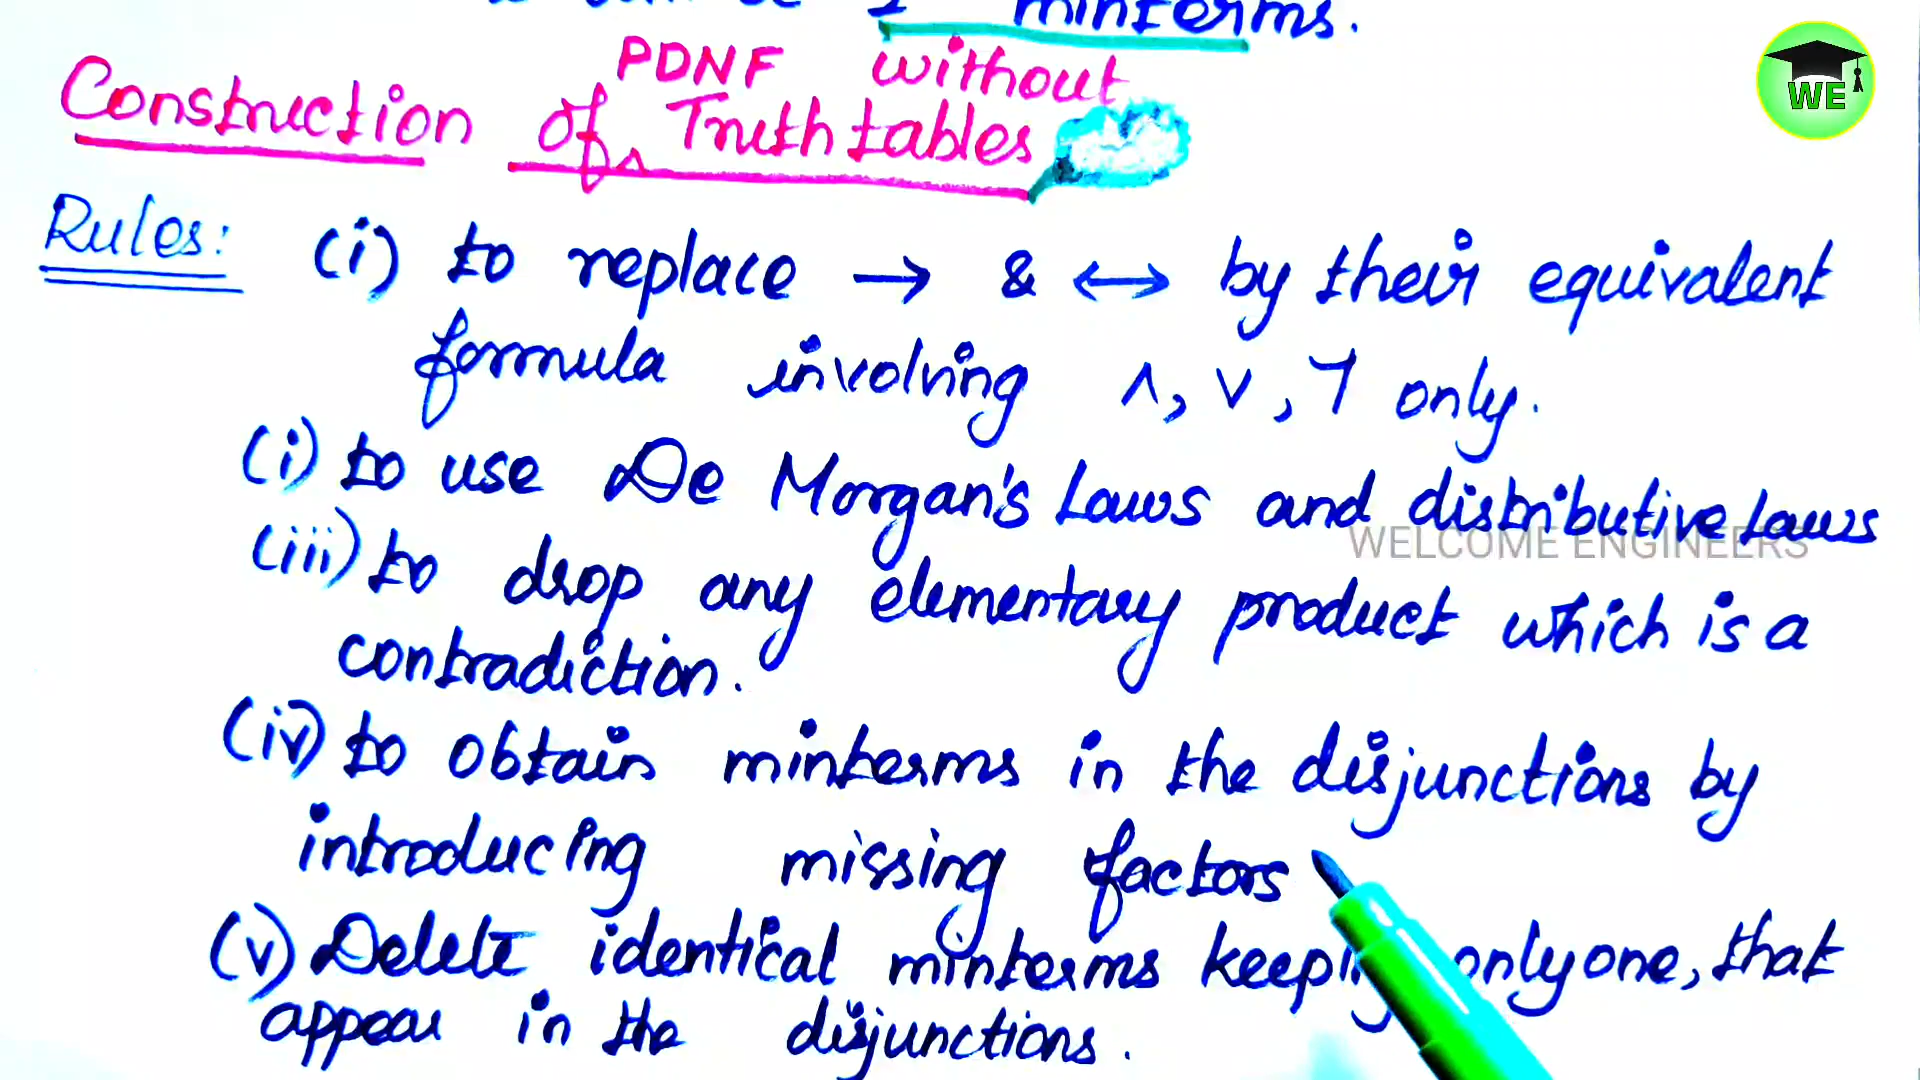 minterms.
PDNF without
Construction of Truth tables
WE
Rules: (i) to replace → & ↔ by their equivalent
formula involving ∧, ∨, ˥ only.
(i) to use De Morgan's Laws and distributive Laws
WELCOME ENGINEERS
(iii) to drop any elementary product which is a
contradiction.
(iv) to obtain minterms in the disjunctions by
introducing missing factors
(v) Delete identical minterms keeping only one, that
appear in the disjunctions.